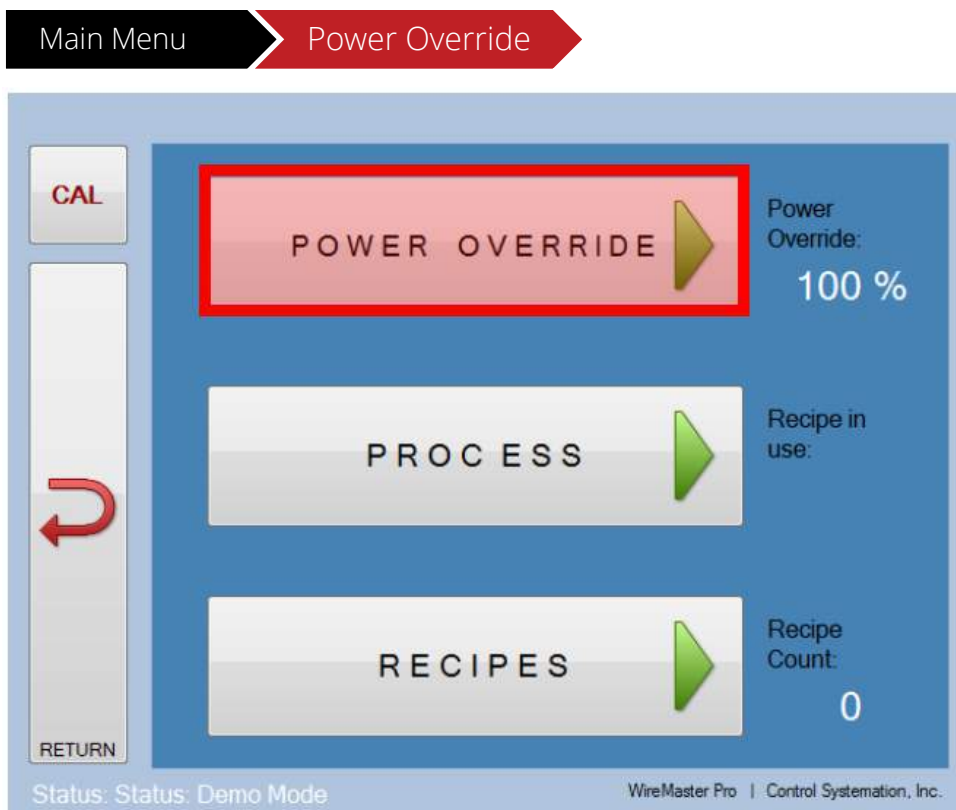 Main Menu
Power Override
CAL
POWER OVERRIDE
Power
Override:
100 %
PROCESS
Recipe in
use:
RECIPES
Recipe
Count:
0
RETURN
Status: Status: Demo Mode
WireMaster Pro | Control Systemation, Inc.